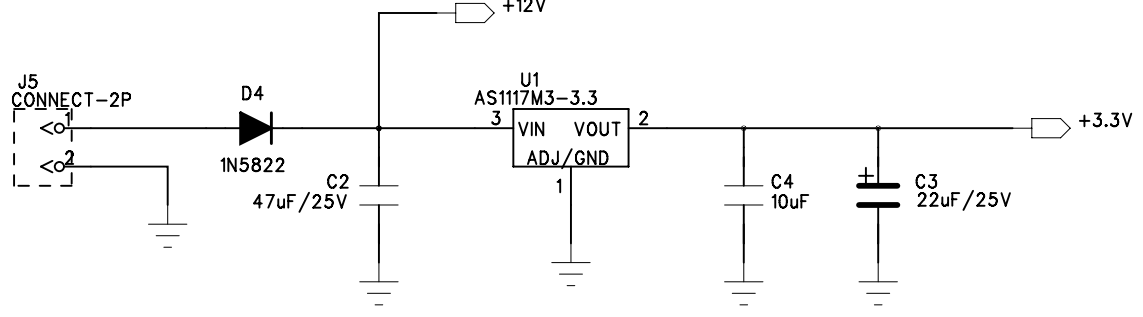 +12V
J5
CONNECT-2P
1
2
D4
1N5822
C2
47uF/25V
U1
AS1117M3-3.3
3
VIN
VOUT
2
ADJ/GND
1
C4
10uF
+
C3
22uF/25V
+3.3V